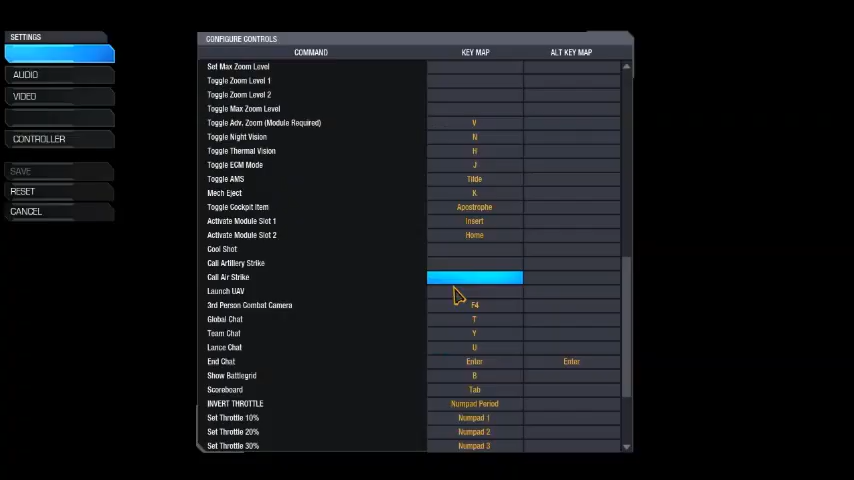 SETTINGS
AUDIO
VIDEO
CONTROLLER
SAVE
RESET
CANCEL
CONFIGURE CONTROLS
COMMAND KEY MAP ALT KEY MAP
Set Max Zoom Level
Toggle Zoom Level 1
Toggle Zoom Level 2
Toggle Max Zoom Level
Toggle Adv. Zoom (Module Required) V
Toggle Night Vision N
Toggle Thermal Vision H
Toggle ECM Mode J
Toggle AMS Tilde
Mech Eject K
Toggle Cockpit Item Apostrophe
Activate Module Slot 1 Insert
Activate Module Slot 2 Home
Cool Shot
Call Artillery Strike
Call Air Strike
Launch UAV
3rd Person Combat Camera F4
Global Chat T
Team Chat Y
Lance Chat U
End Chat Enter Enter
Show Battlegrid B
Scoreboard Tab
INVERT THROTTLE Numpad Period
Set Throttle 10% Numpad 1
Set Throttle 20% Numpad 2
Set Throttle 30% Numpad 3